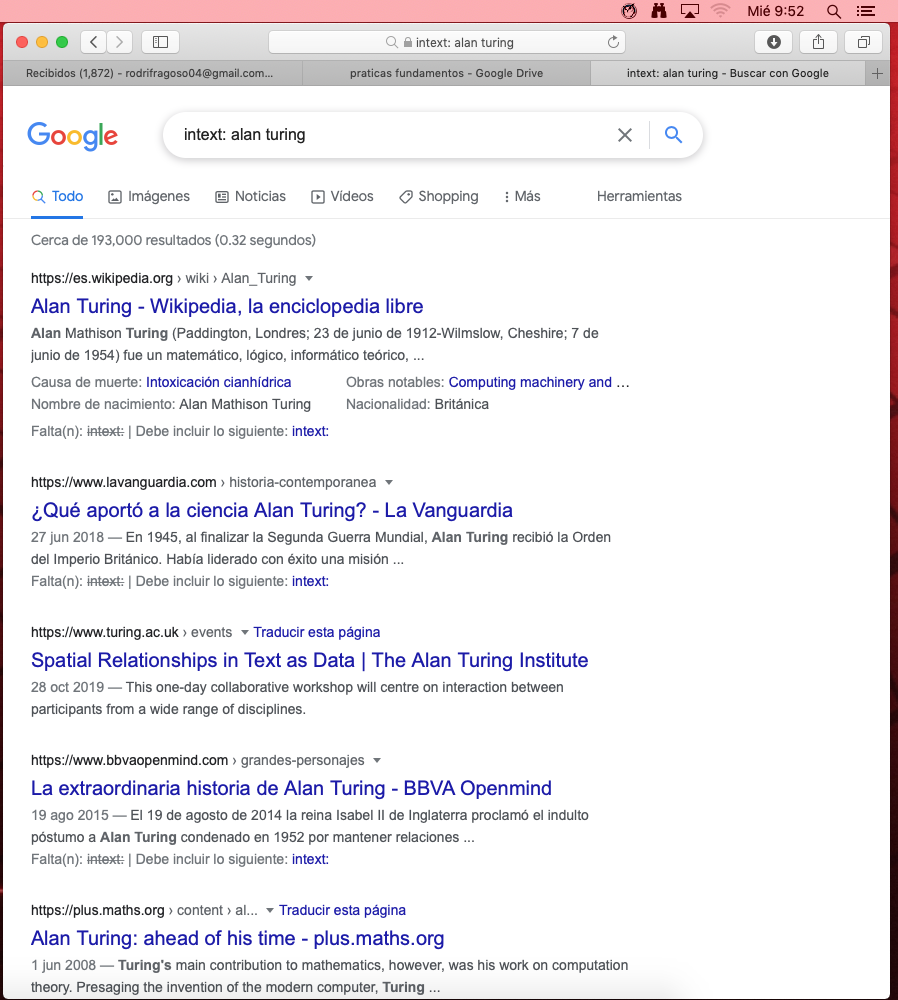 Mié 9:52
intext: alan turing
Recibidos (1,872) - rodrifragoso04@gmail.com...
praticas fundamentos - Google Drive
intext: alan turing - Buscar con Google
Google
intext: alan turing
Todo
Imágenes
Noticias
Vídeos
Shopping
Más
Herramientas
Cerca de 193,000 resultados (0.32 segundos)
https://es.wikipedia.org › wiki › Alan_Turing
Alan Turing - Wikipedia, la enciclopedia libre
Alan Mathison Turing (Paddington, Londres; 23 de junio de 1912-Wilmslow, Cheshire; 7 de
junio de 1954) fue un matemático, lógico, informático teórico, ...
Causa de muerte: Intoxicación cianhídrica
Obras notables: Computing machinery and ...
Nombre de nacimiento: Alan Mathison Turing
Nacionalidad: Británica
Falta(n): intext: | Debe incluir lo siguiente: intext:
https://www.lavanguardia.com › historia-contemporanea
¿Qué aportó a la ciencia Alan Turing? - La Vanguardia
27 jun 2018 — En 1945, al finalizar la Segunda Guerra Mundial, Alan Turing recibió la Orden
del Imperio Británico. Había liderado con éxito una misión ...
Falta(n): intext: | Debe incluir lo siguiente: intext:
https://www.turing.ac.uk › events
Traducir esta página
Spatial Relationships in Text as Data | The Alan Turing Institute
28 oct 2019 — This one-day collaborative workshop will centre on interaction between
participants from a wide range of disciplines.
https://www.bbvaopenmind.com › grandes-personajes
La extraordinaria historia de Alan Turing - BBVA Openmind
19 ago 2015 — El 19 de agosto de 2014 la reina Isabel II de Inglaterra proclamó el indulto
póstumo a Alan Turing condenado en 1952 por mantener relaciones ...
Falta(n): intext: | Debe incluir lo siguiente: intext:
https://plus.maths.org › content › al...
Traducir esta página
Alan Turing: ahead of his time - plus.maths.org
1 jun 2008 — Turing's main contribution to mathematics, however, was his work on computation
theory. Presaging the invention of the modern computer, Turing ...